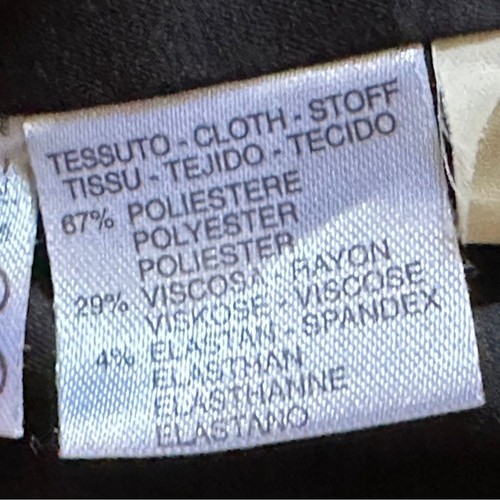 TESSUTO - CLOTH - STOFF
TISSU - TEJIDO - TECIDO
67% POLIESTERE
POLYESTER
POLIESTER
29% VISCOSA - RAYON
VISKOSE - VISCOSE
4% ELASTAN - SPANDEX
ELASTMAN
ELASTHANNE
ELASTANO